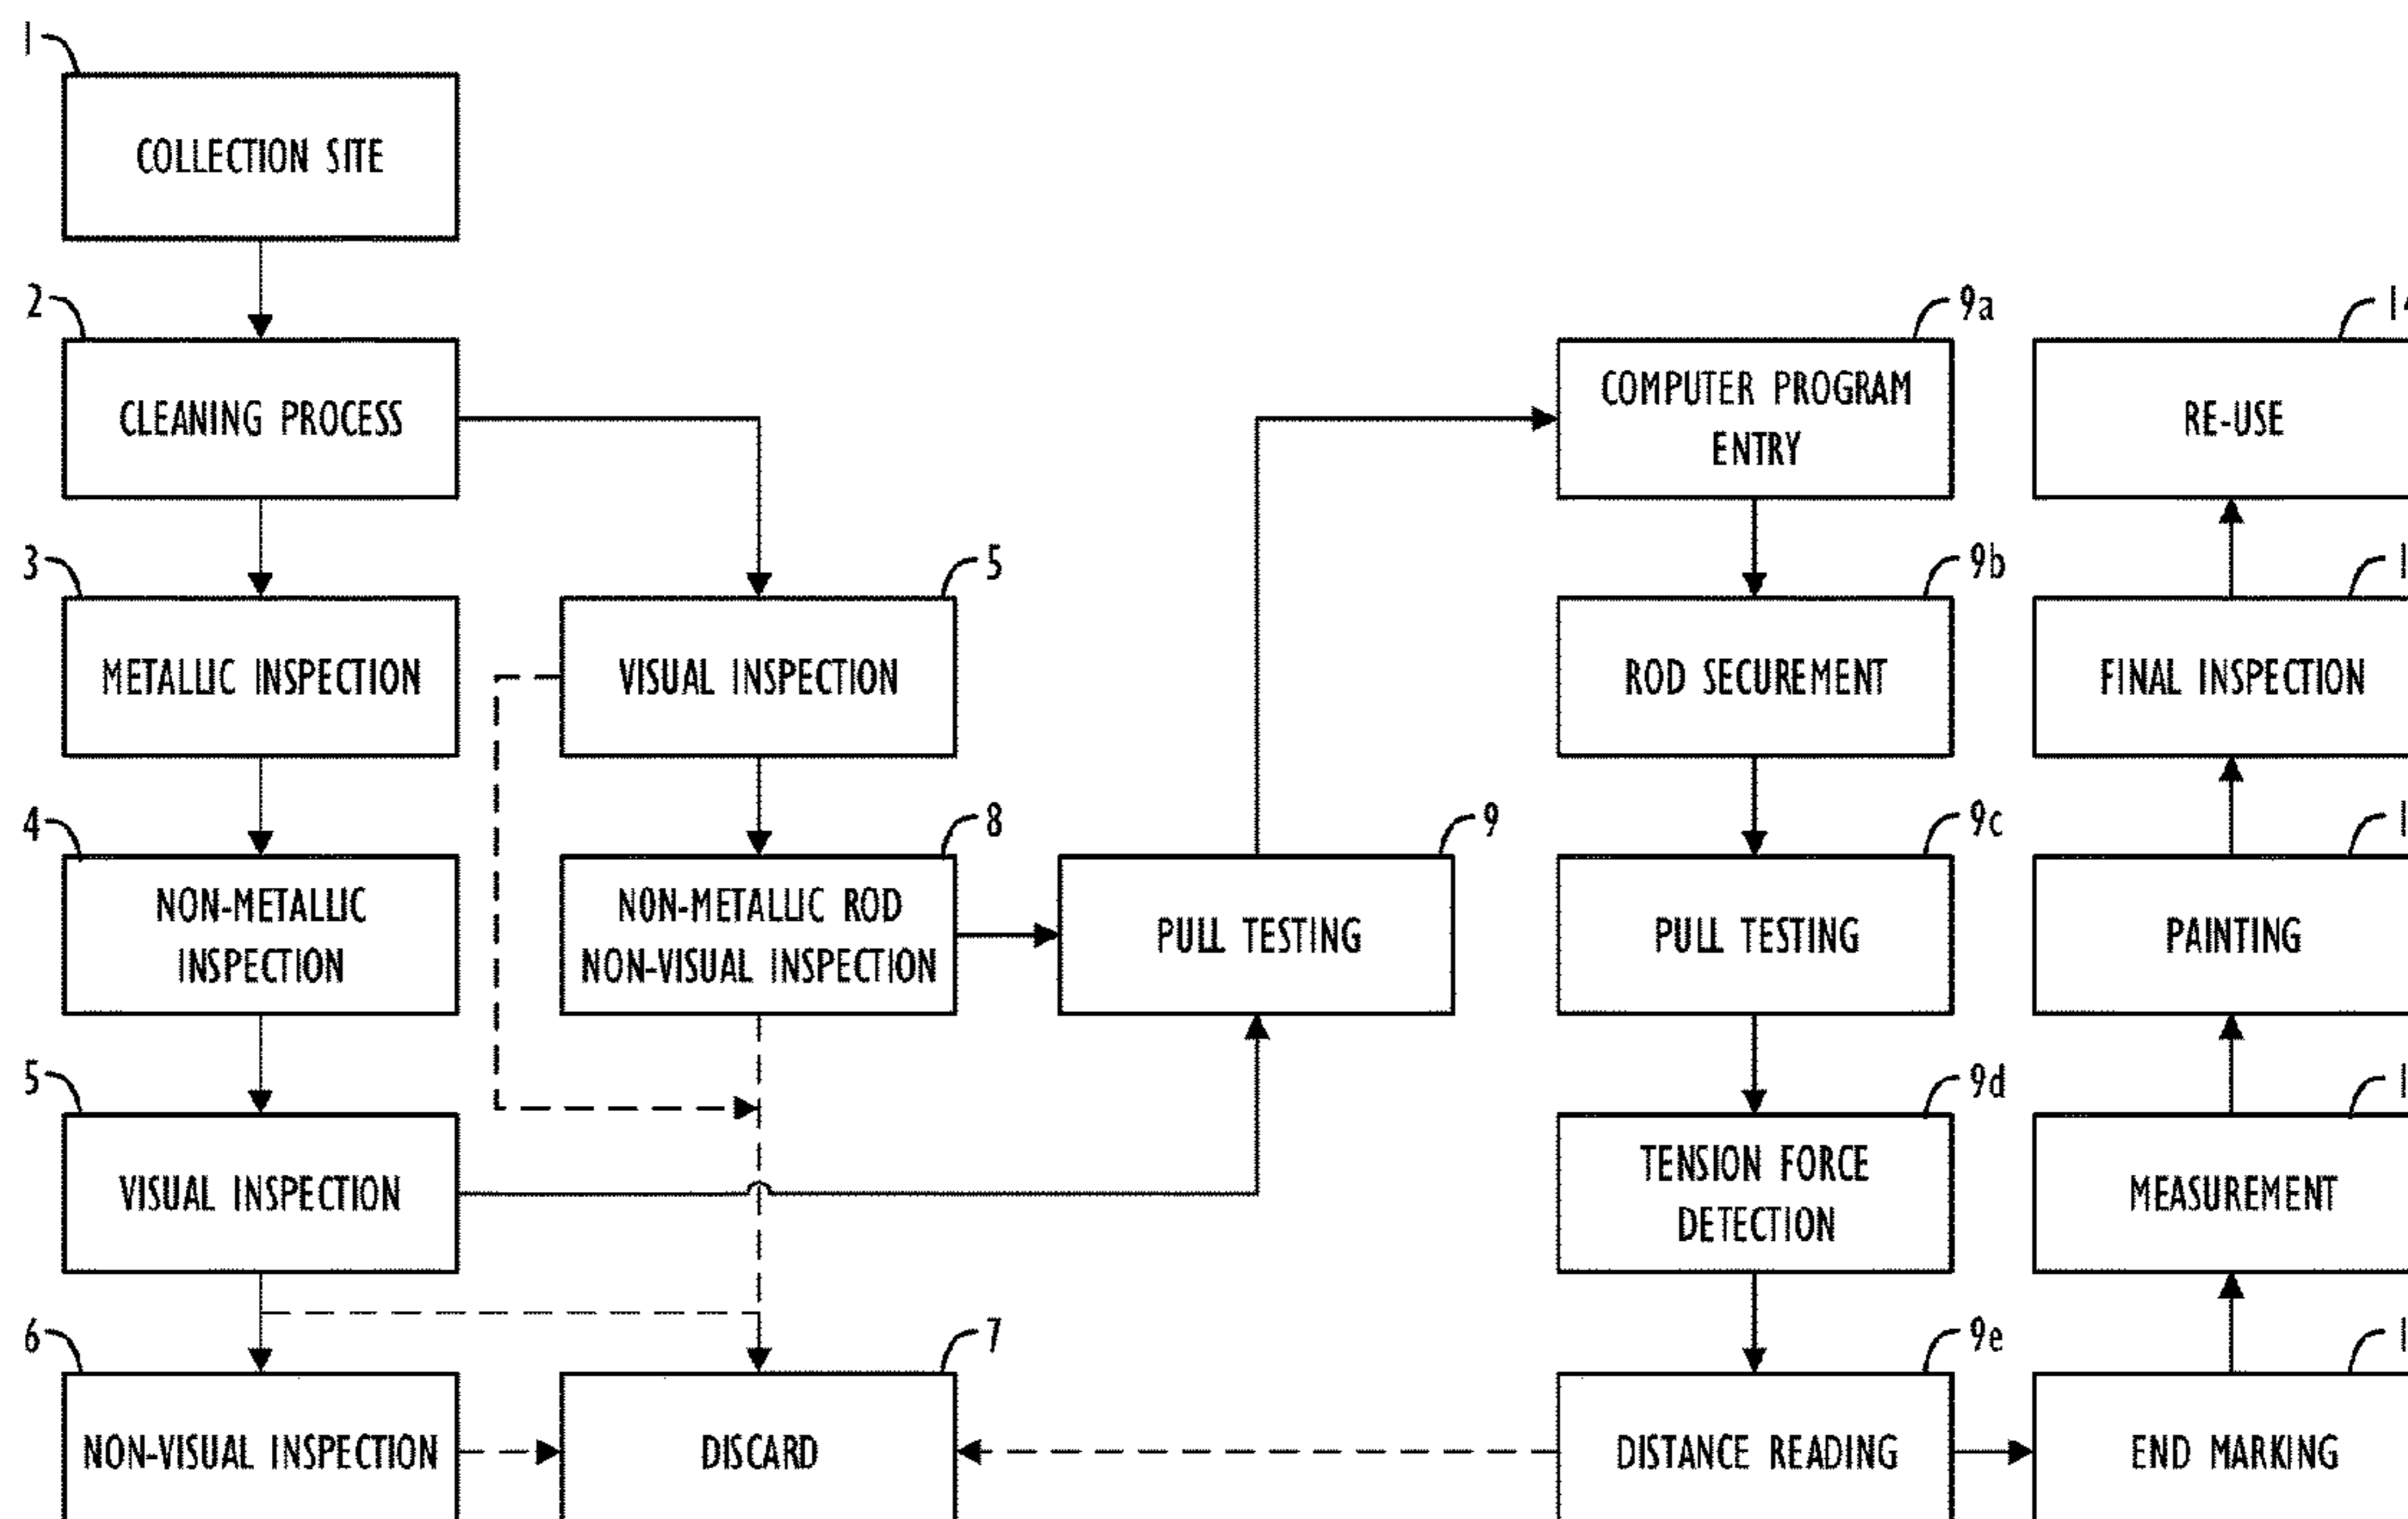 1
COLLECTION SITE
2
CLEANING PROCESS
3
METALLIC INSPECTION
4
NON-METALLIC
INSPECTION
5
VISUAL INSPECTION
6
NON-VISUAL INSPECTION
5
VISUAL INSPECTION
8
NON-METALLIC ROD
NON-VISUAL INSPECTION
7
DISCARD
9
PULL TESTING
9a
COMPUTER PROGRAM
ENTRY
9b
ROD SECUREMENT
9c
PULL TESTING
9d
TENSION FORCE
DETECTION
9e
DISTANCE READING
14
RE-USE
FINAL INSPECTION
PAINTING
MEASUREMENT
END MARKING